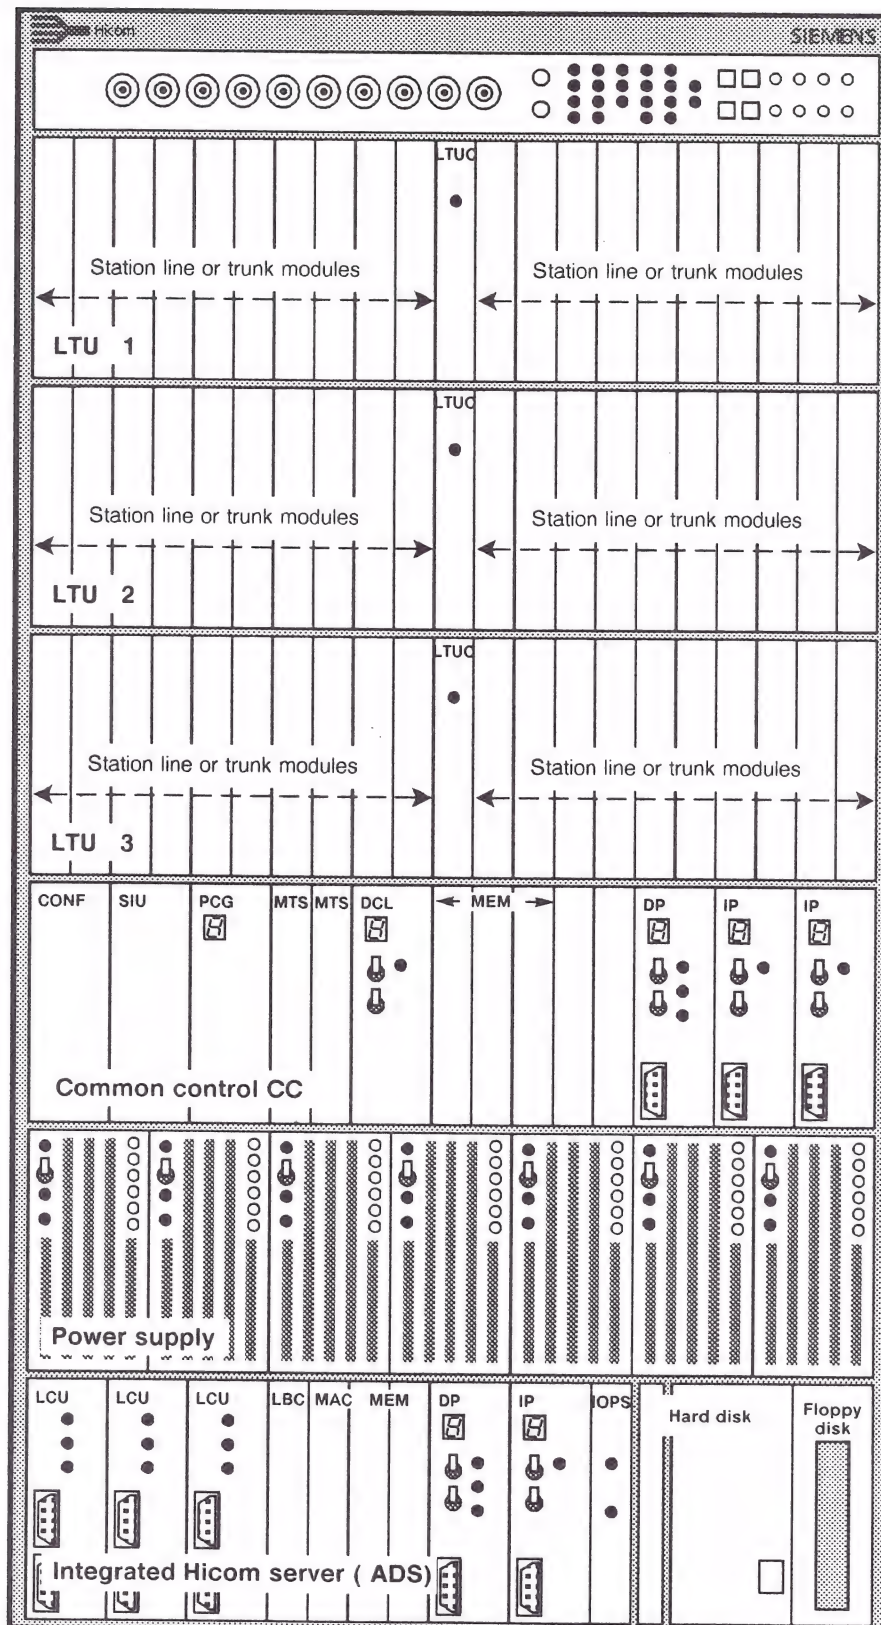 Hicom SIEMENS
LTUC
Station line or trunk modules Station line or trunk modules
LTU 1
LTUC
Station line or trunk modules Station line or trunk modules
LTU 2
LTUC
Station line or trunk modules Station line or trunk modules
LTU 3
CONF SIU PCG MTS MTS DCL MEM DP IP IP
Common control CC
Power supply
LCU LCU LCU LBC MAC MEM DP IP IOPS Hard disk Floppy
disk
Integrated Hicom server ( ADS)